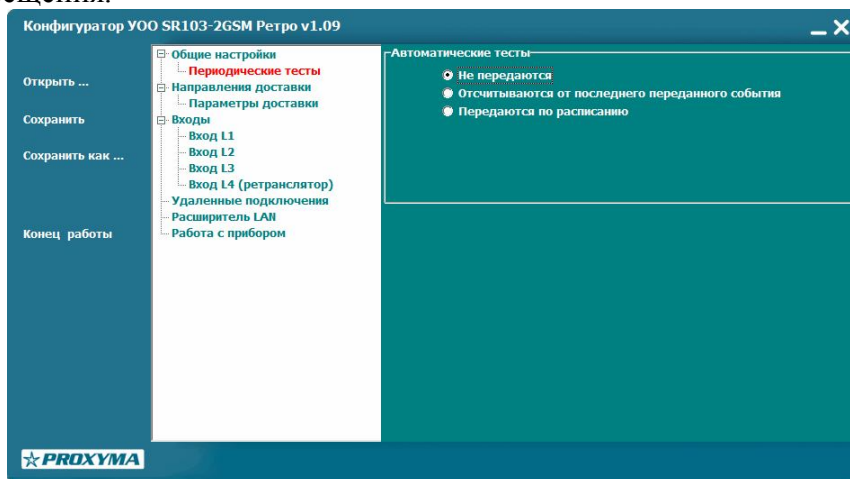 ещения.
Конфигуратор УОО SR103-2GSM Ретро v1.09
Открыть ...
Сохранить
Сохранить как ...
Конец работы
Общие настройки
Периодические тесты
Направления доставки
Параметры доставки
Входы
Вход L1
Вход L2
Вход L3
Вход L4 (ретранслятор)
Удаленные подключения
Расширитель LAN
Работа с прибором
Автоматические тесты
Не передаются
Отсчитываются от последнего переданного события
Передаются по расписанию
PROXYMA